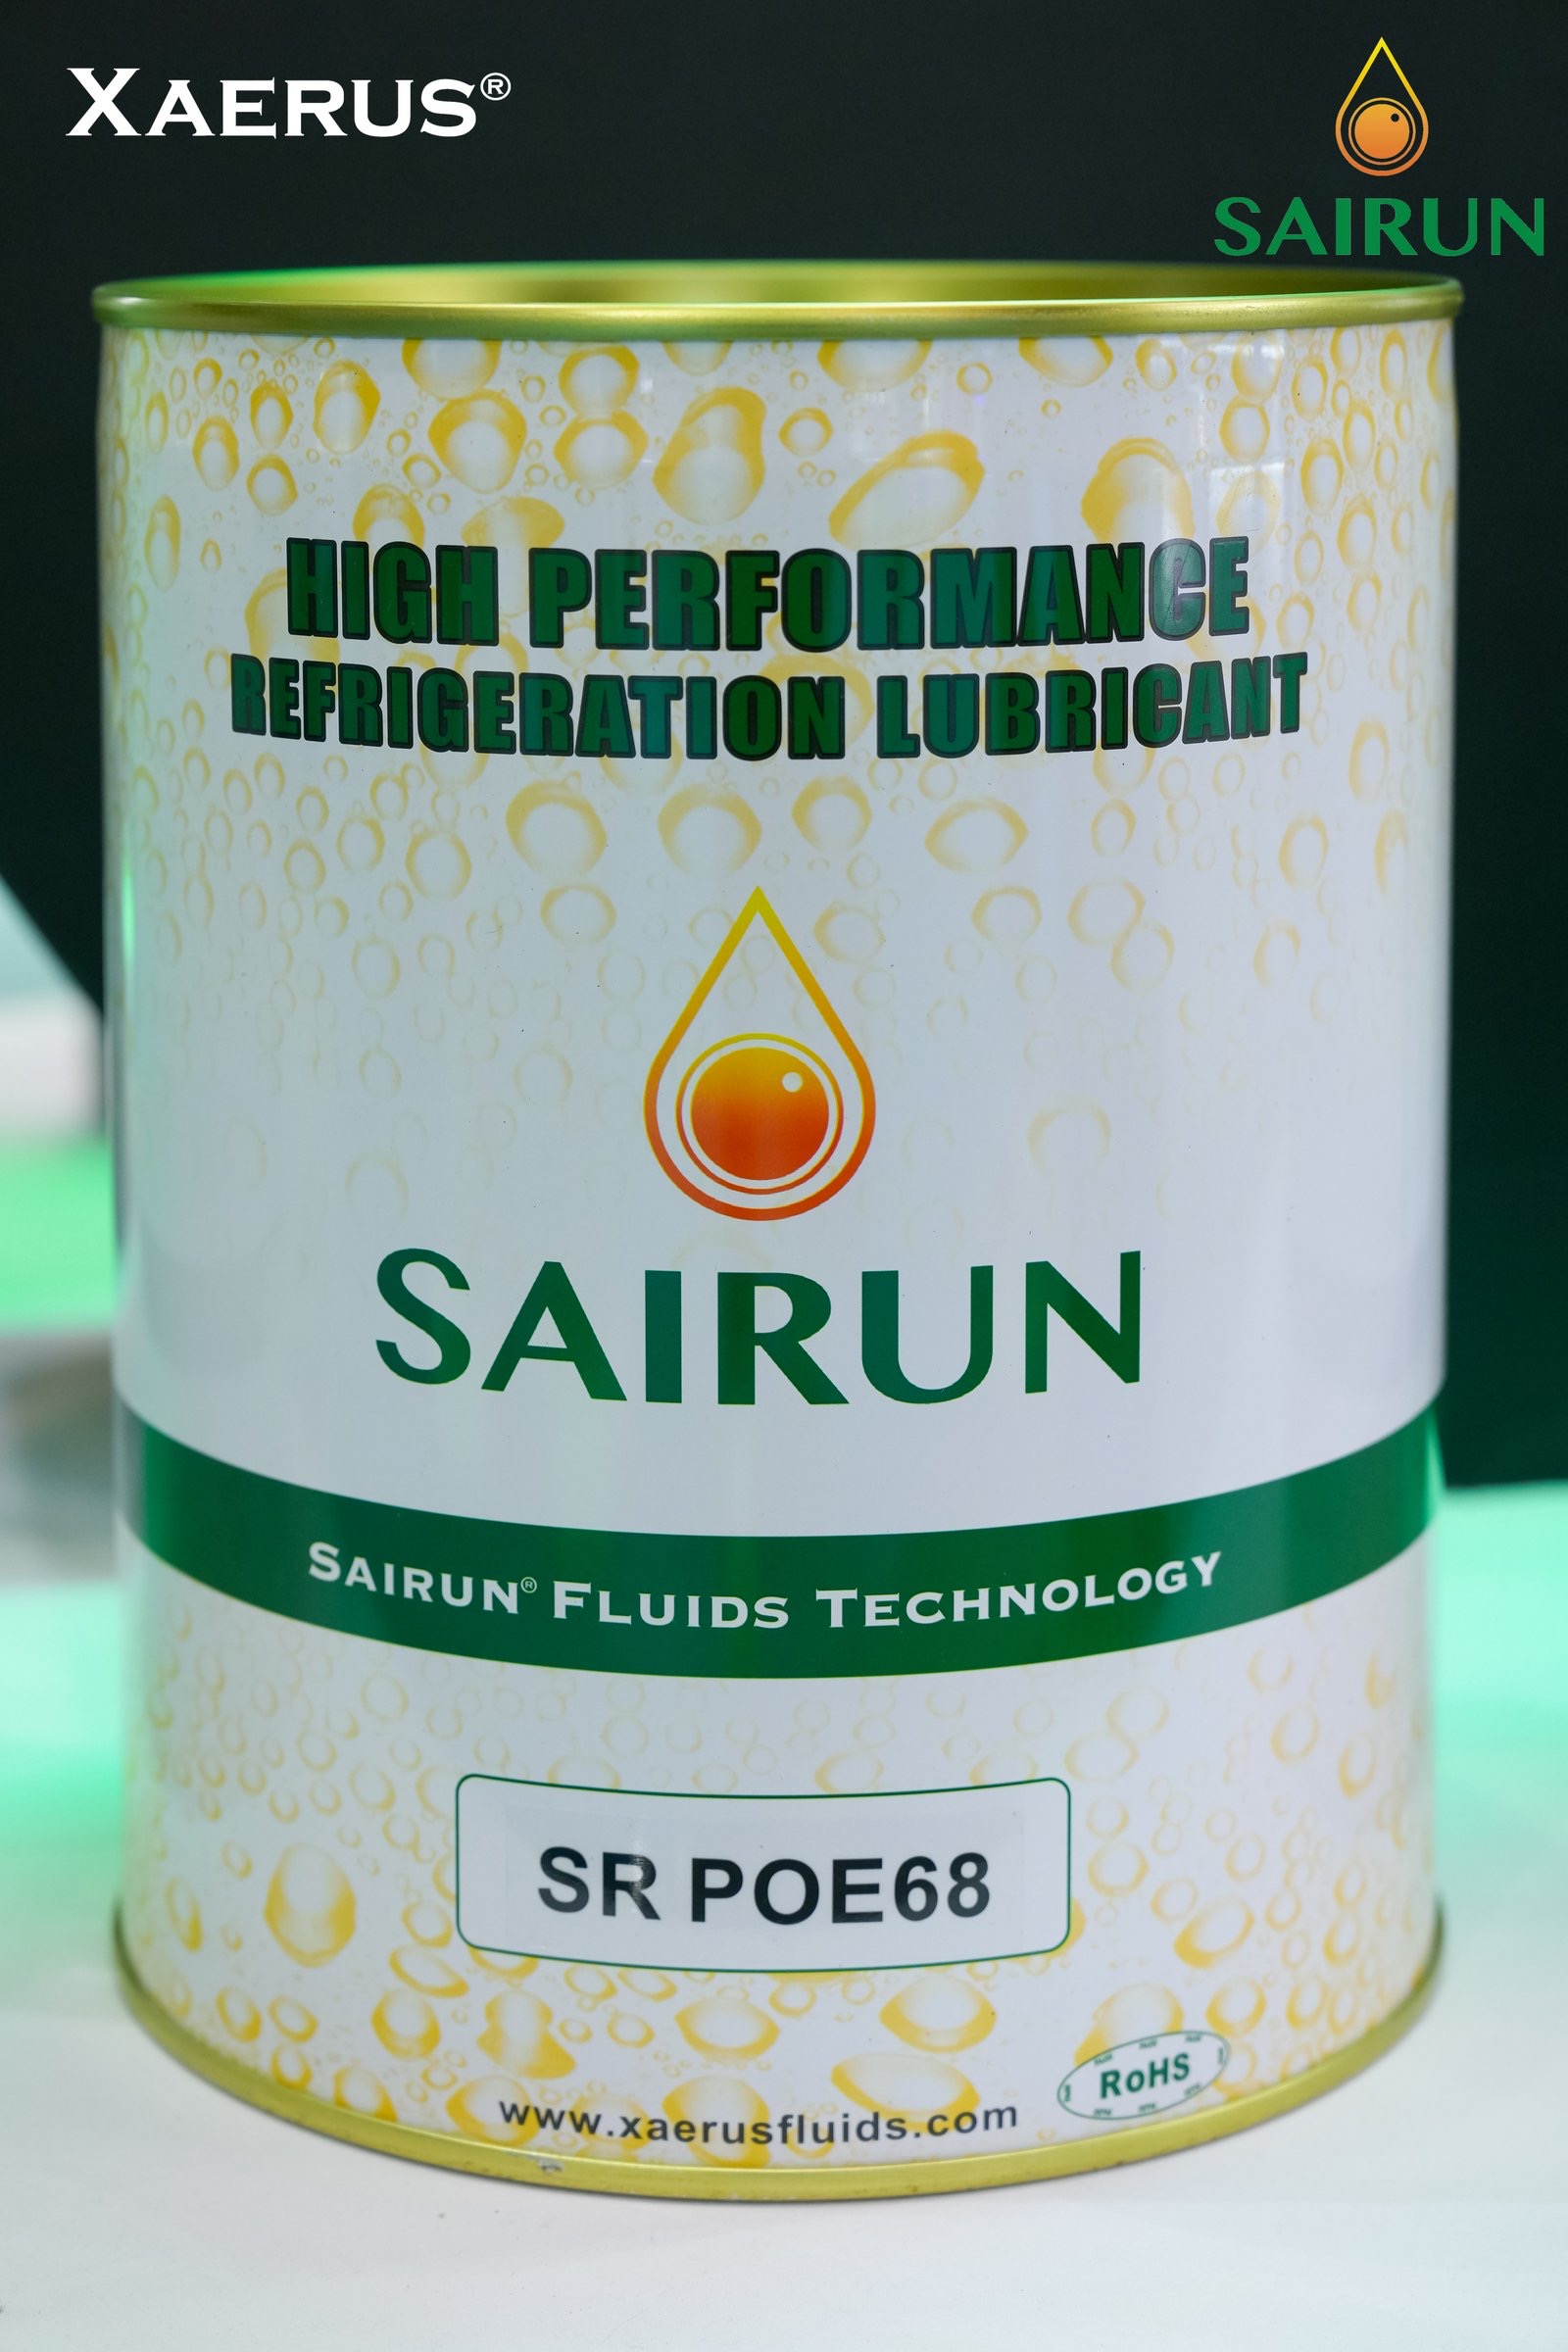 XAERUS®
SAIRUN
HIGH PERFORMANCE
REFRIGERATION LUBRICANT
SAIRUN
SAIRUN® FLUIDS TECHNOLOGY
SR POE68
RoHS
www.xaerusfluids.com